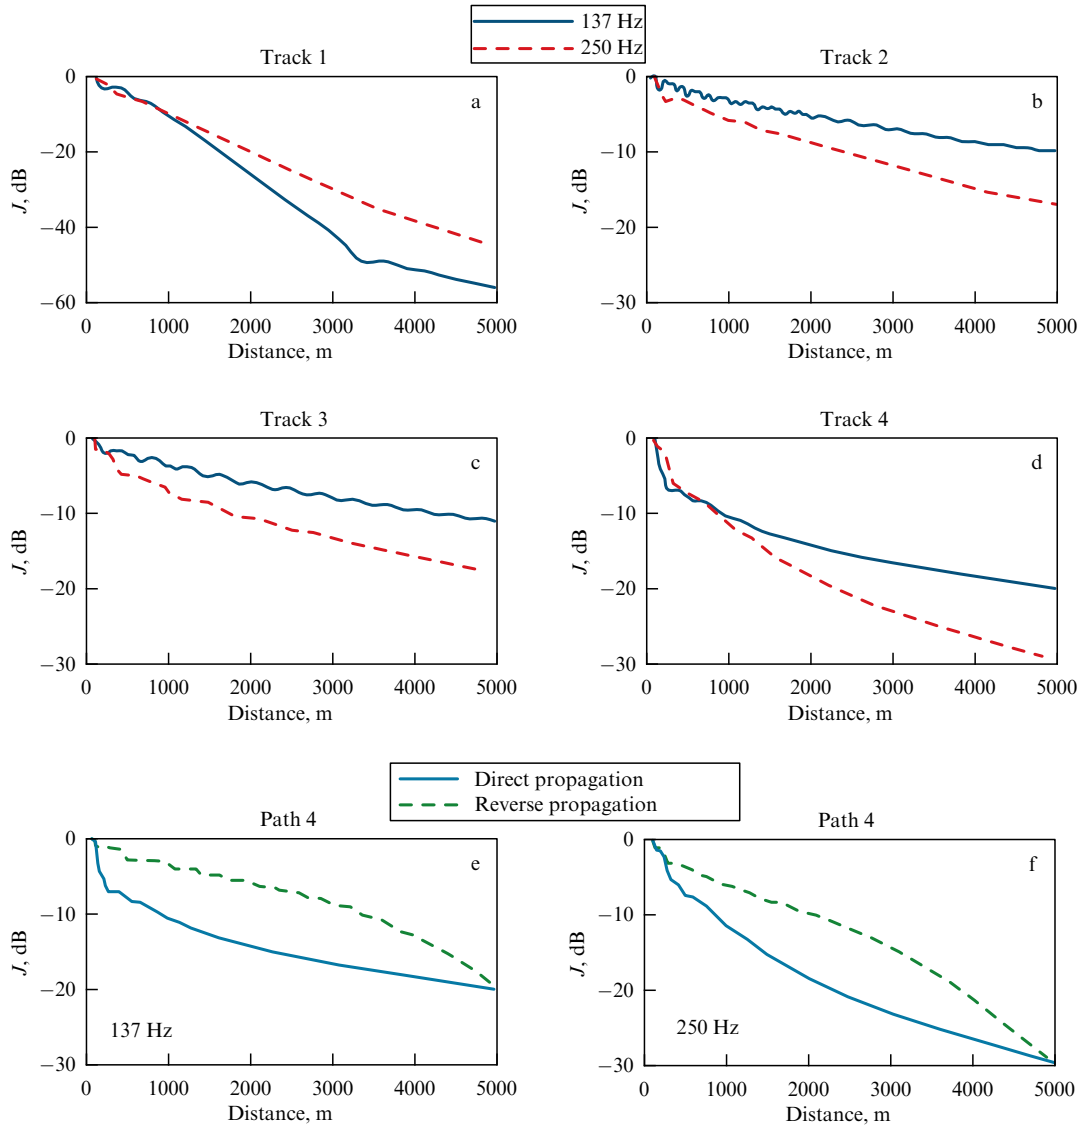 137 Hz
250 Hz
Track 1
Track 2
a
b
0
−20
−40
−60
J, dB
0 1000 2000 3000 4000 5000
Distance, m
0
−10
−20
−30
J, dB
0 1000 2000 3000 4000 5000
Distance, m
Track 3
Track 4
c
d
0
−10
−20
−30
J, dB
0 1000 2000 3000 4000 5000
Distance, m
0
−10
−20
−30
J, dB
0 1000 2000 3000 4000 5000
Distance, m
Direct propagation
Reverse propagation
Path 4
Path 4
e
f
0
−10
−20
−30
J, dB
137 Hz
0 1000 2000 3000 4000 5000
Distance, m
0
−10
−20
−30
J, dB
250 Hz
0 1000 2000 3000 4000 5000
Distance, m